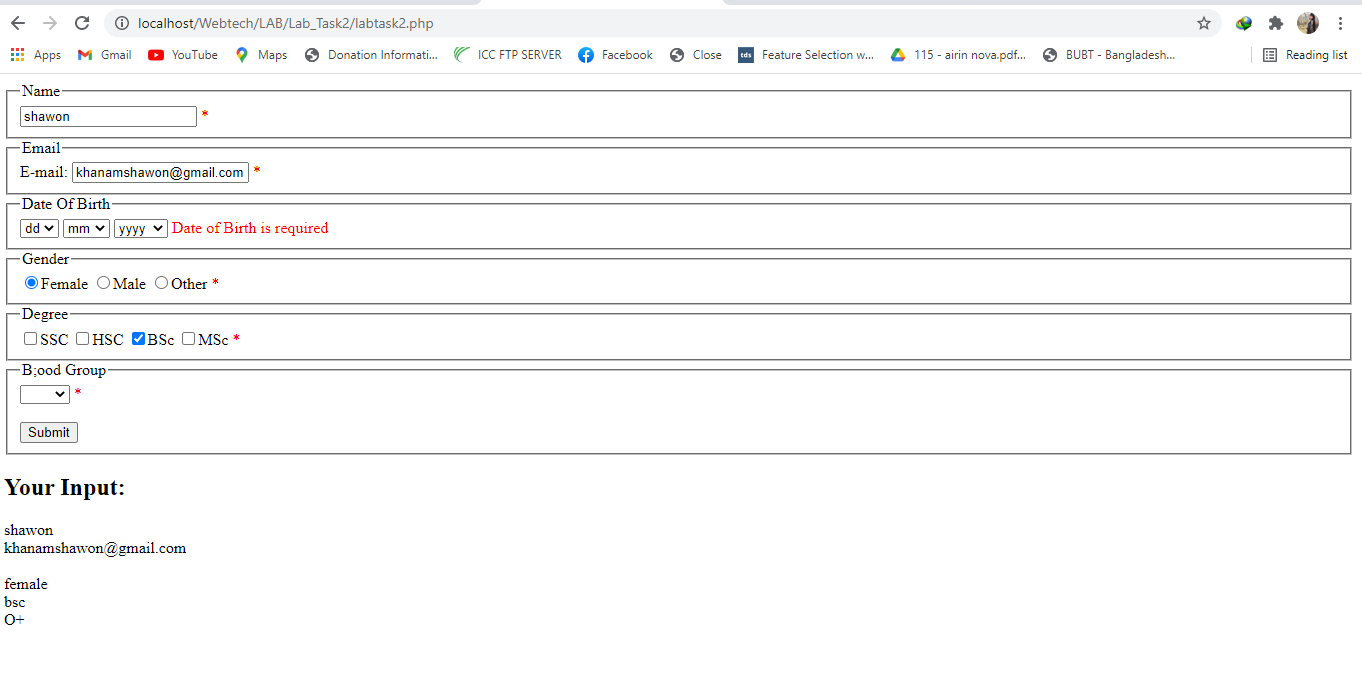 localhost/Webtech/LAB/Lab_Task2/labtask2.php
Apps Gmail YouTube Maps Donation Informati... ICC FTP SERVER Facebook Close tds Feature Selection w... 115 - airin nova.pdf... BUBT - Bangladesh... Reading list
Name
shawon *
Email
E-mail: khanamshawon@gmail.com *
Date Of Birth
dd mm yyyy Date of Birth is required
Gender
Female Male Other *
Degree
SSC HSC BSc MSc *
B;ood Group
*
Submit
Your Input:
shawon
khanamshawon@gmail.com
female
bsc
O+